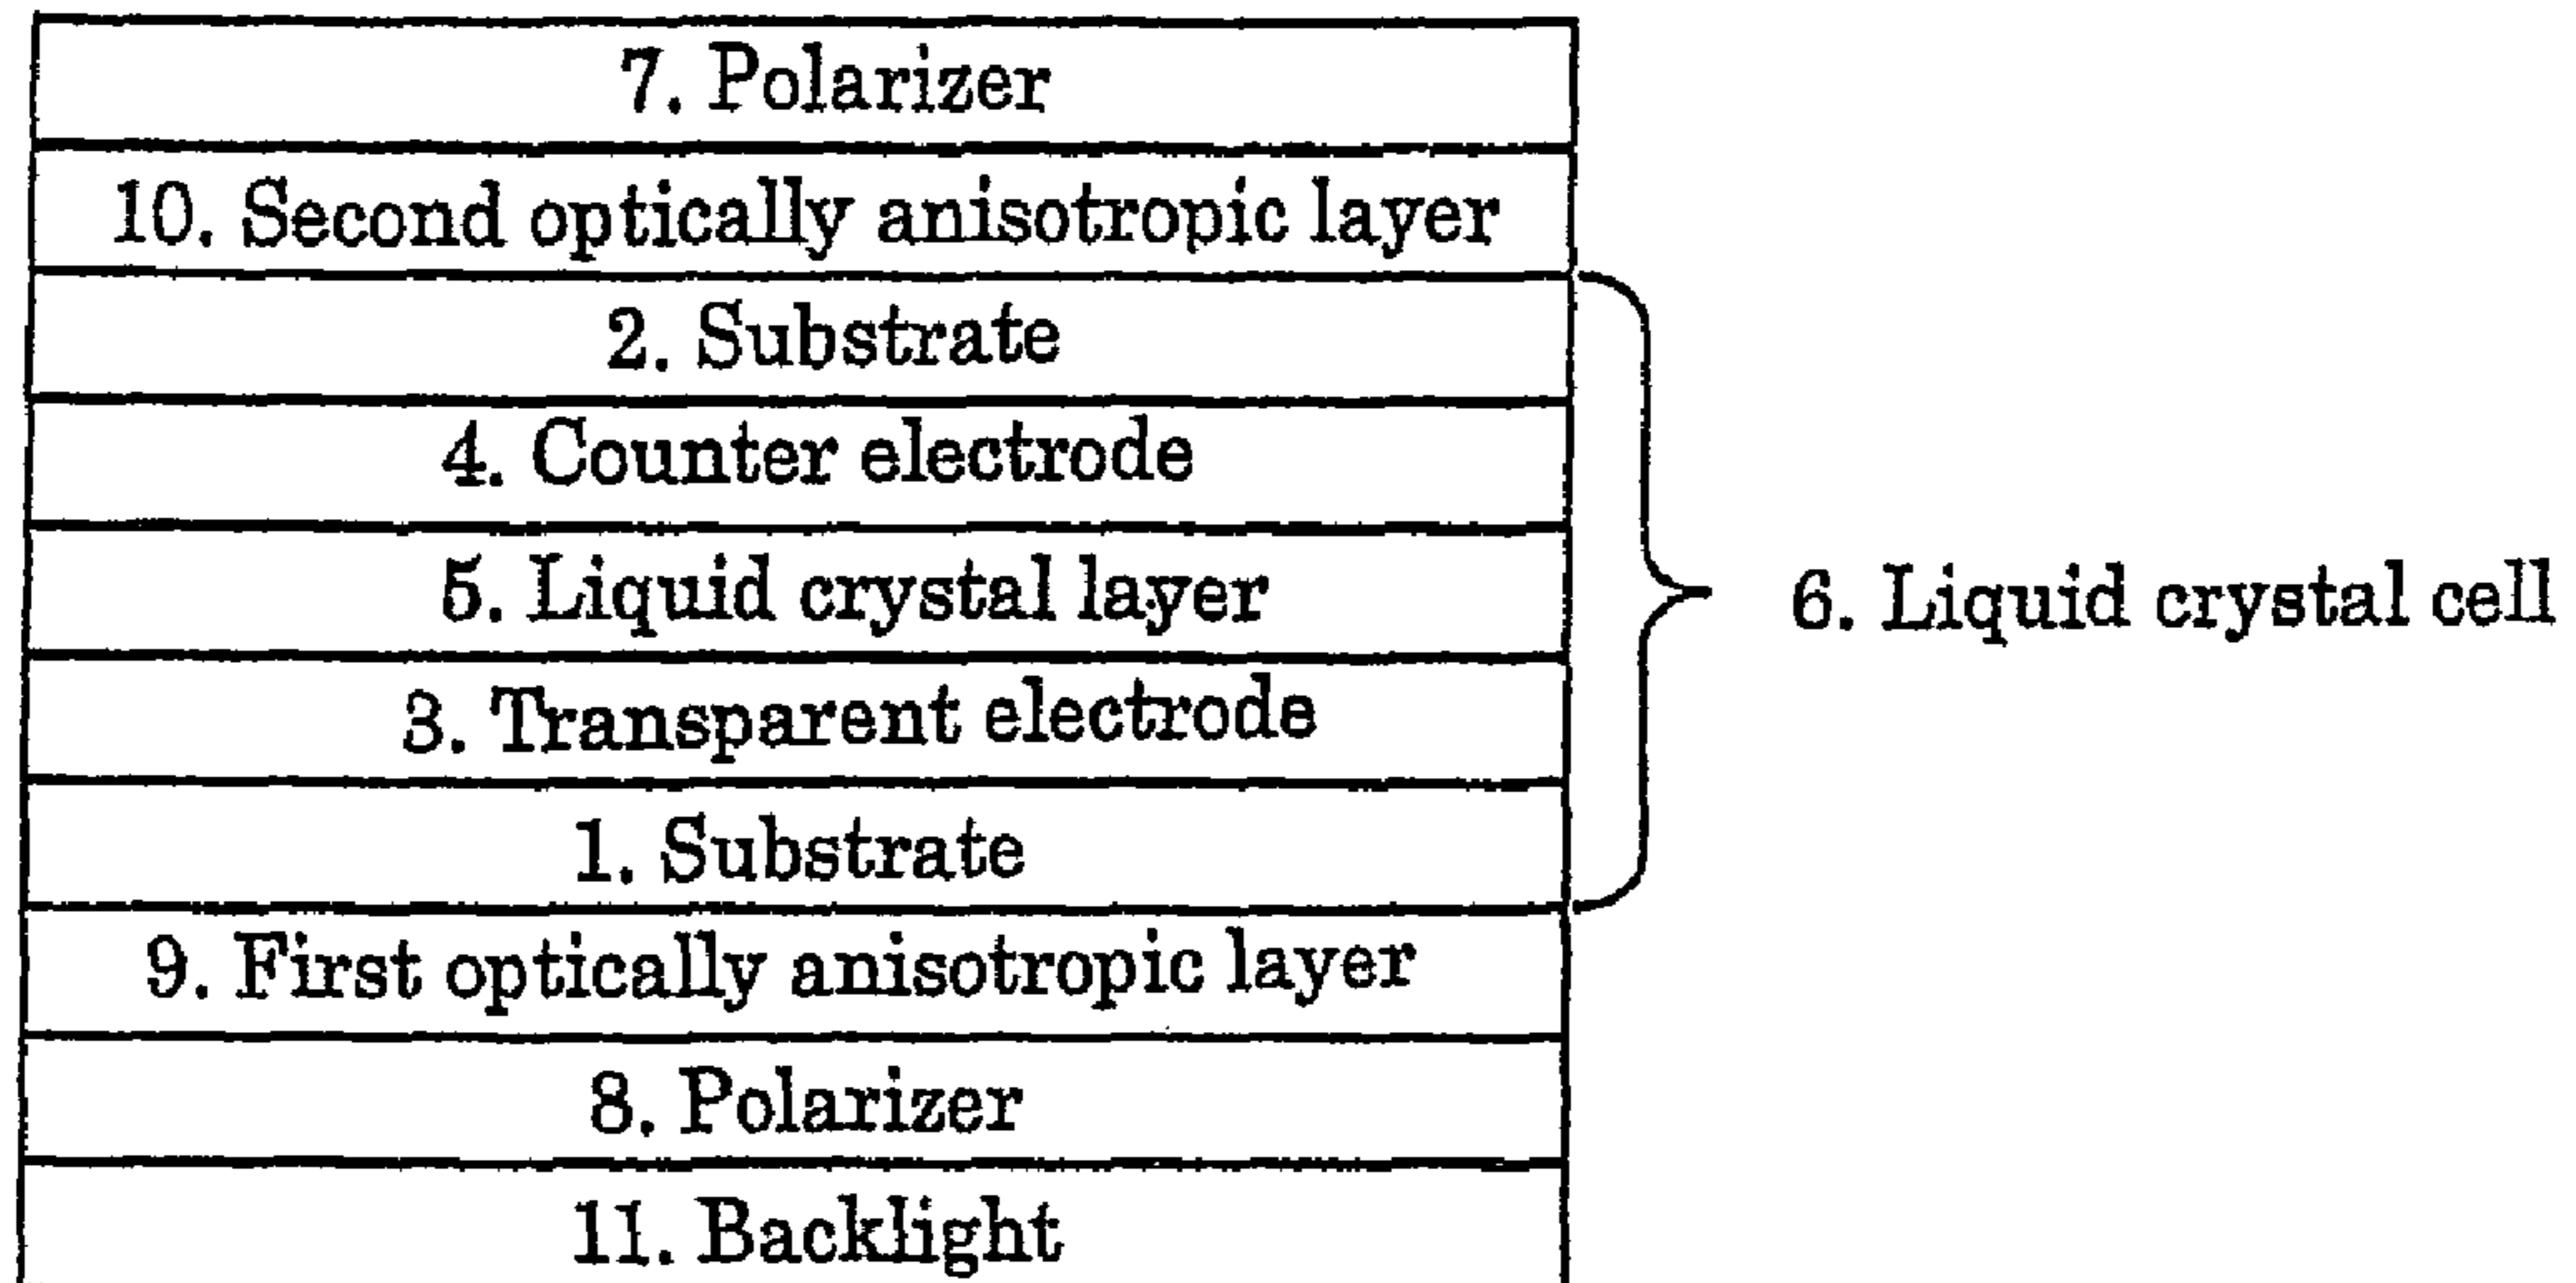 7. Polarizer
10. Second optically anisotropic layer
2. Substrate
4. Counter electrode
5. Liquid crystal layer
6. Liquid crystal cell
3. Transparent electrode
1. Substrate
9. First optically anisotropic layer
8. Polarizer
11. Backlight